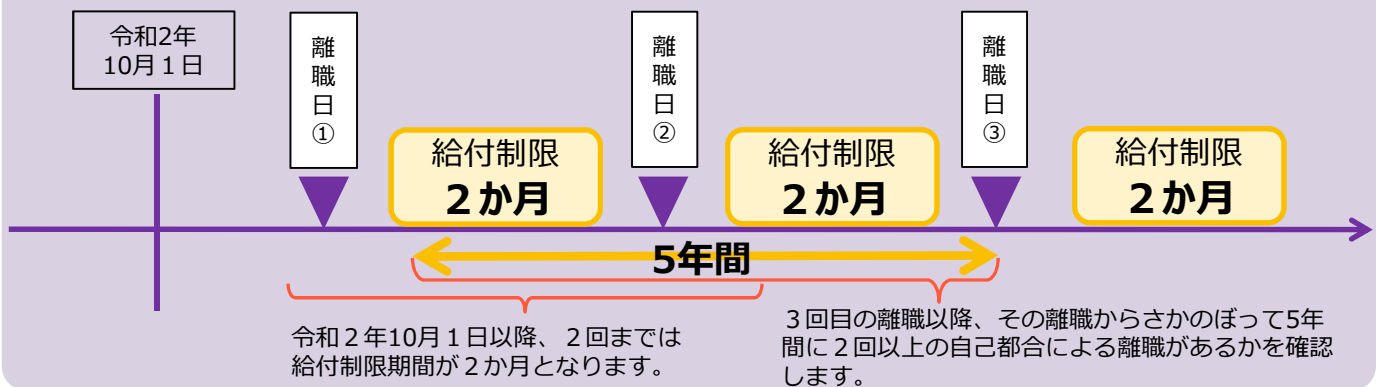 令和2年
10月１日
離職日①
離職日②
離職日③
給付制限
２か月
給付制限
２か月
給付制限
２か月
5年間
令和２年10月１日以降、２回までは
給付制限期間が２か月となります。
３回目の離職以降、その離職からさかのぼって5年
間に２回以上の自己都合による離職があるかを確認
します。